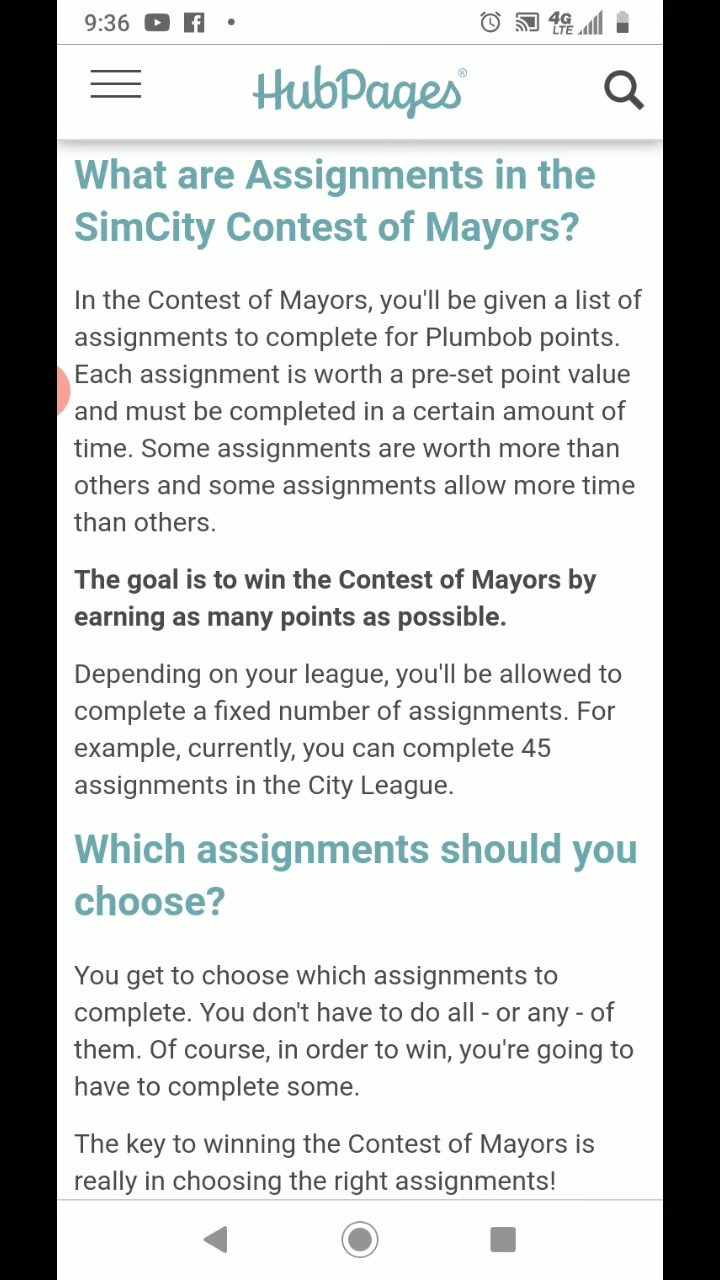 9:36
4G
LTE
HubPages®
What are Assignments in the
SimCity Contest of Mayors?
In the Contest of Mayors, you'll be given a list of
assignments to complete for Plumbob points.
Each assignment is worth a pre-set point value
and must be completed in a certain amount of
time. Some assignments are worth more than
others and some assignments allow more time
than others.
The goal is to win the Contest of Mayors by
earning as many points as possible.
Depending on your league, you'll be allowed to
complete a fixed number of assignments. For
example, currently, you can complete 45
assignments in the City League.
Which assignments should you
choose?
You get to choose which assignments to
complete. You don't have to do all - or any - of
them. Of course, in order to win, you're going to
have to complete some.
The key to winning the Contest of Mayors is
really in choosing the right assignments!